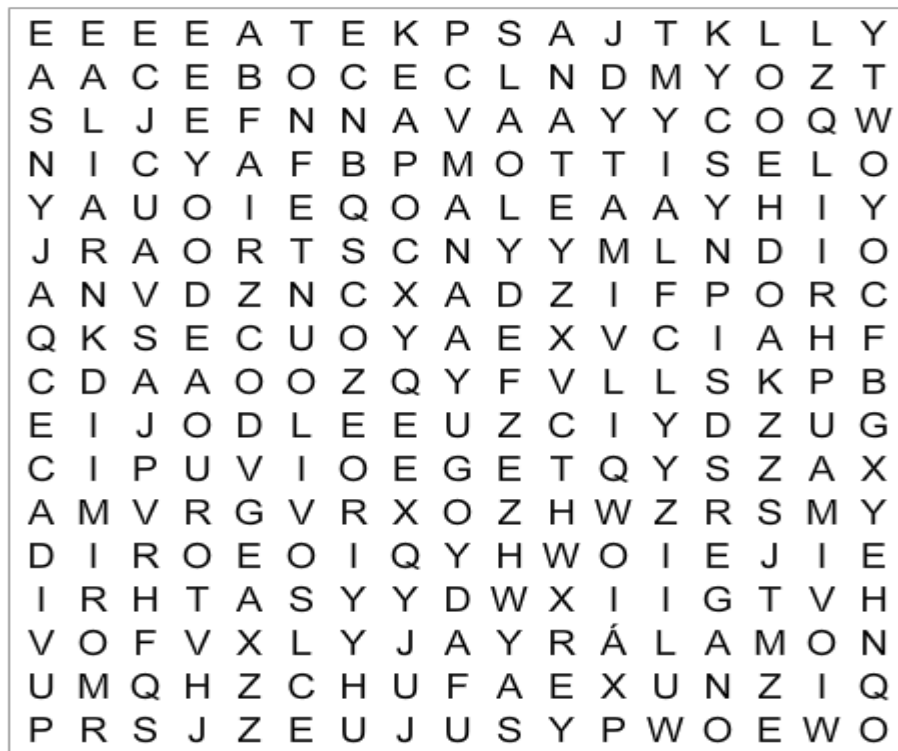 E E E E A T E K P S A J T K L L Y
A A C E B O C E C L N D M Y O Z T
S L J E F N N A V A A Y Y C O Q W
N I C Y A F B P M O T T I S E L O
Y A U O I E Q O A L E A A Y H I Y
J R A O R T S C N Y Y M L N D I O
A N V D Z N C X A D Z I F P O R C
Q K S E C U O Y A E X V C I A H F
C D A A O O Z Q Y F V L L S K P B
E I J O D L E E U Z C I Y D Z U G
C I P U V I O E G E T Q Y S Z A X
A M V R G V R X O Z H W Z R S M Y
D I R O E O I Q Y H W O I E J I E
I R H T A S Y Y D W X I I G T V H
V O F V X L Y J A Y R Á L A M O N
U M Q H Z C H U F A E X U N Z I Q
P R S J Z E U J U S Y P W O E W O